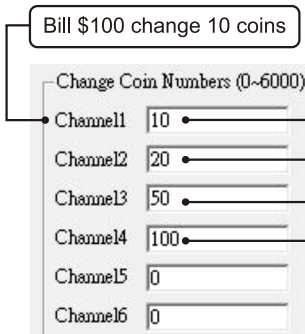 Bill $100 change 10 coins
Change Coin Numbers (0~6000)
Channel1 10
Channel2 20
Channel3 50
Channel4 100
Channel5 0
Channel6 0